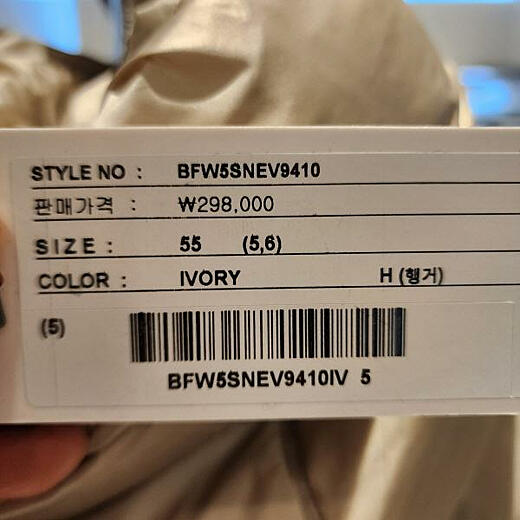 STYLE NO : BFW5SNEV9410
판매가격 : ₩298,000
SIZE : 55 (5,6)
COLOR : IVORY H (행거)
(5)
BFW5SNEV9410IV 5